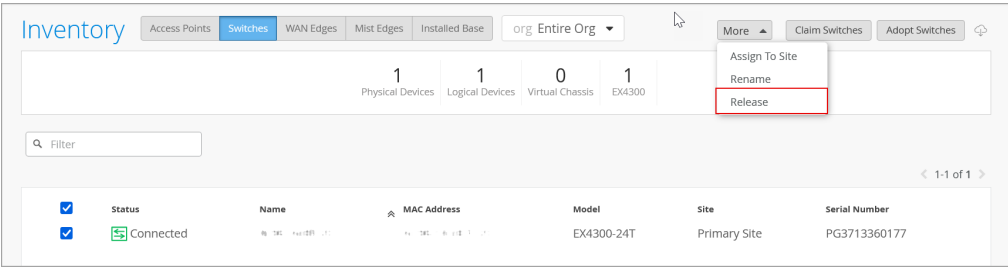 Inventory Access Points Switches WAN Edges Mist Edges Installed Base org Entire Org More Claim Switches Adopt Switches
Assign To Site
Rename
Release
1 1 0 1
Physical Devices Logical Devices Virtual Chassis EX4300
Filter
1-1 of 1
Status Name MAC Address Model Site Serial Number
Connected EX4300-24T Primary Site PG3713360177